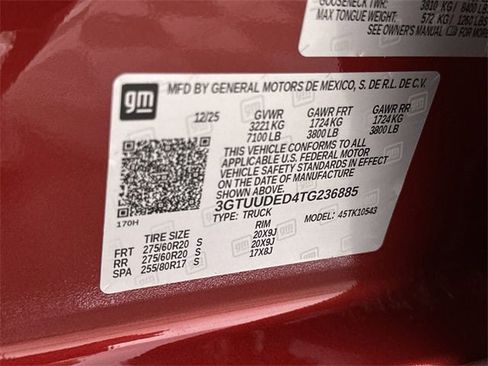 GOOSENECK TWR: 3810 KG / 8400 LBS
MAX TONGUE WEIGHT: 572 KG / 1260 LBS
SEE OWNER'S MANUAL
gm
MFD BY GENERAL MOTORS DE MEXICO, S. DE R.L. DE C.V.
12/25 GVWR GAWR FRT GAWR RR
3221 KG 1724 KG 1724 KG
7100 LB 3800 LB 3800 LB
THIS VEHICLE CONFORMS TO ALL
APPLICABLE U.S. FEDERAL MOTOR
VEHICLE SAFETY STANDARDS IN EFFECT
ON THE DATE OF MANUFACTURE
SHOWN ABOVE.
3GTUUDED4TG236885
170H TYPE: TRUCK MODEL: 45TK10543
TIRE SIZE RIM
FRT 275/60R20 S 20X9J
RR 275/60R20 S 20X9J
SPA 255/80R17 S 17X8J